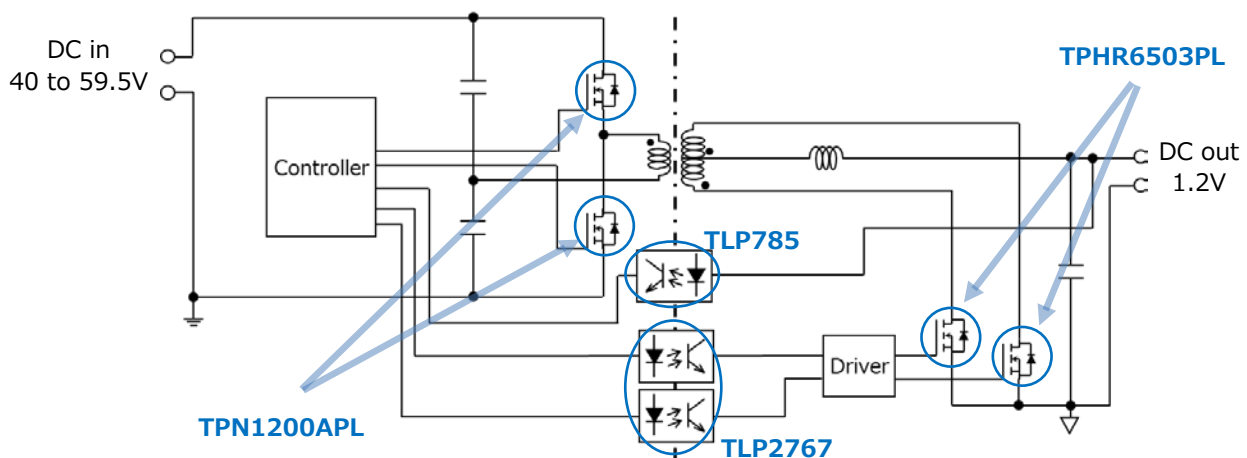 DC in
40 to 59.5V
TPHR6503PL
Controller
DC out
1.2V
TLP785
Driver
TPN1200APL
TLP2767